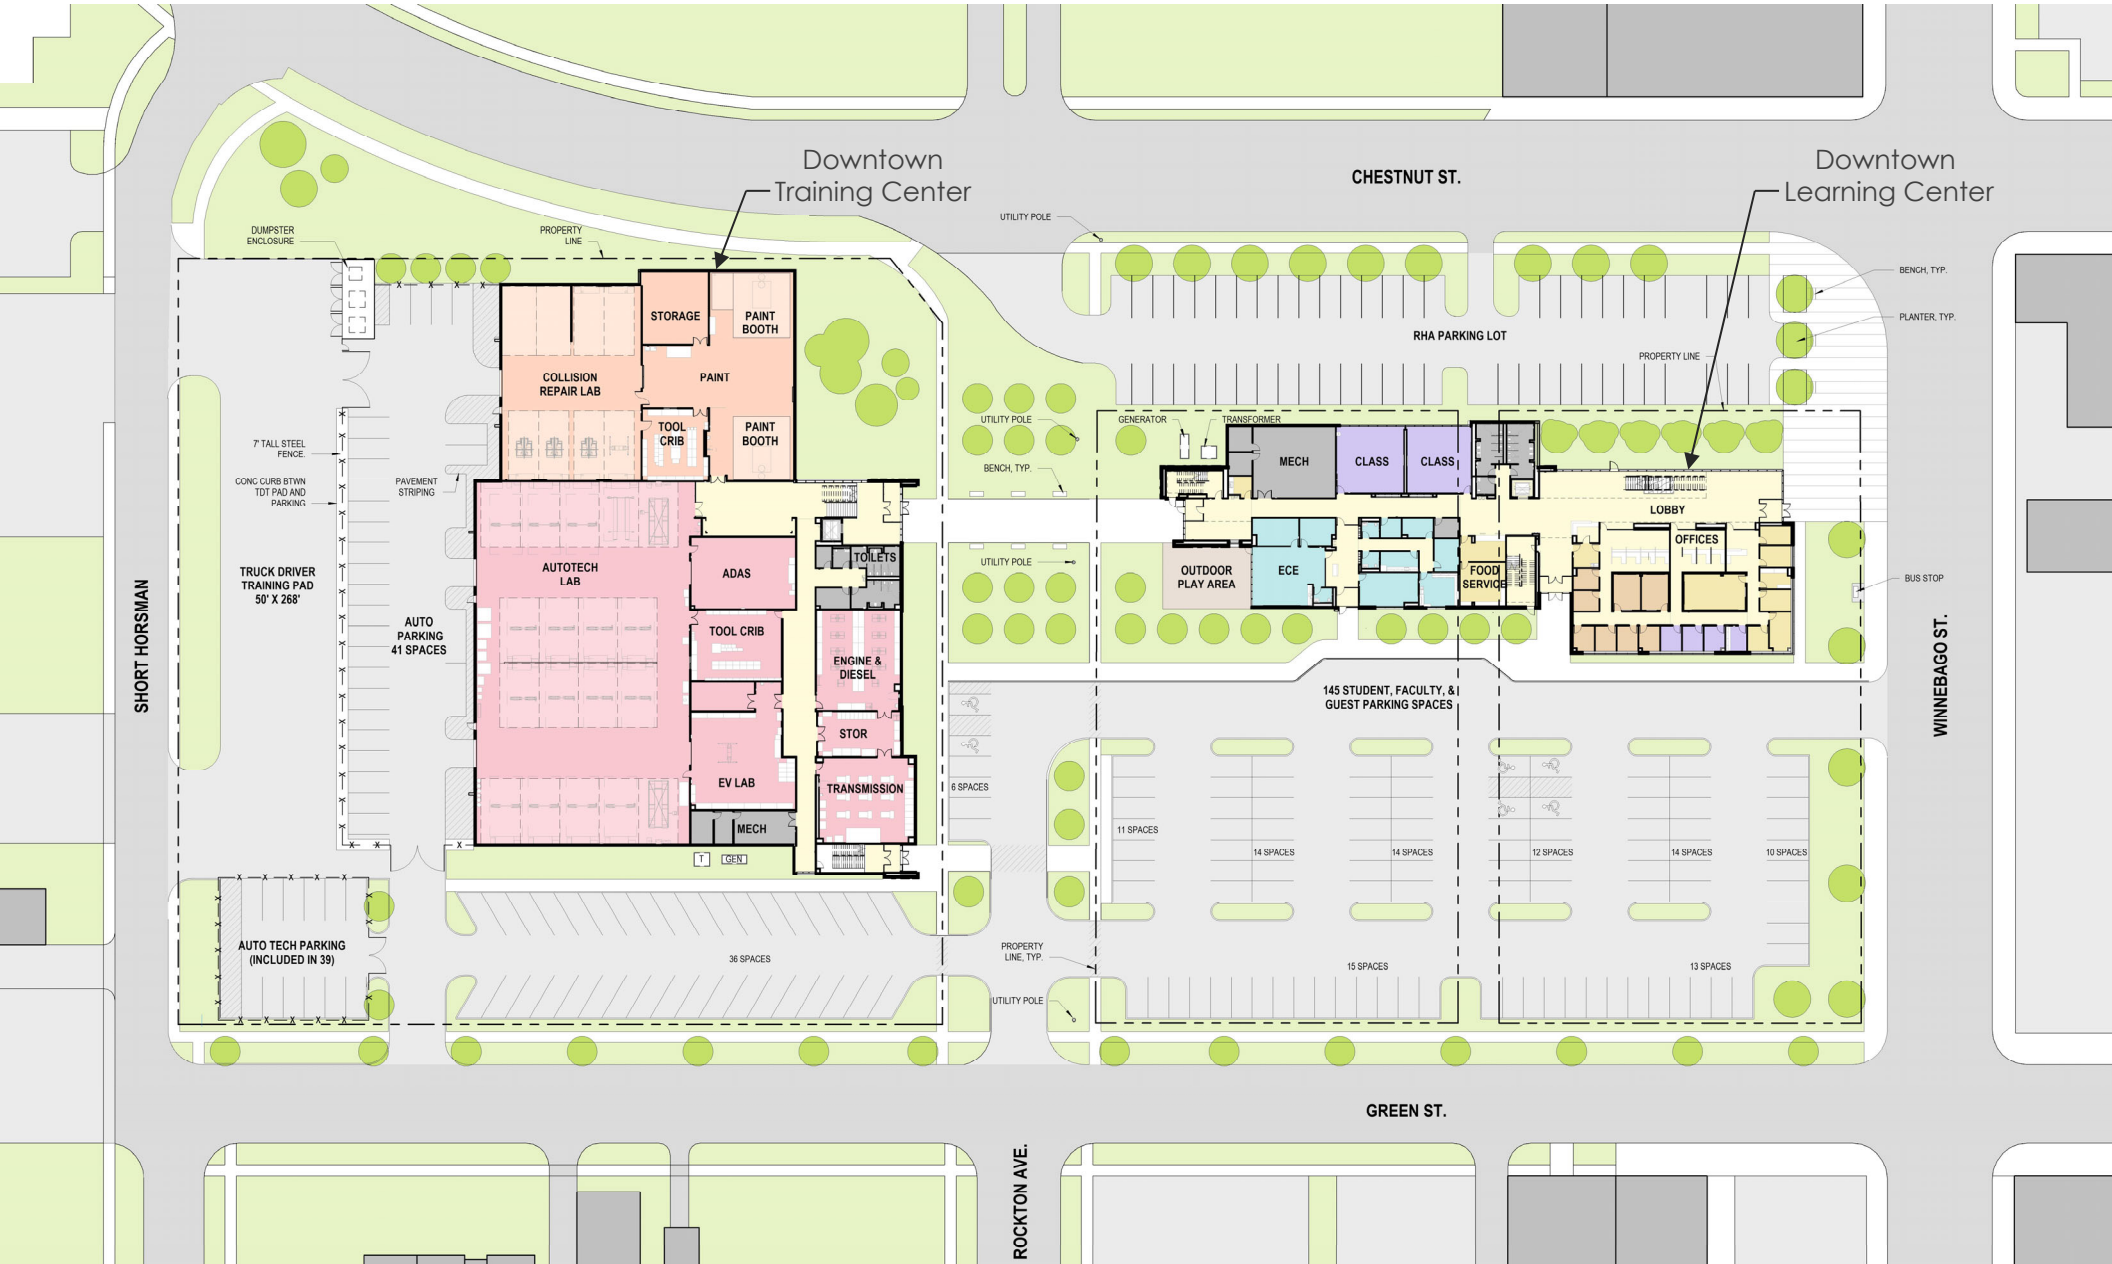 Downtown
Training Center
CHESTNUT ST.
Downtown
Learning Center
UTILITY POLE
DUMPSTER
ENCLOSURE
PROPERTY
LINE
BENCH, TYP.
PLANTER, TYP.
STORAGE
PAINT
BOOTH
RHA PARKING LOT
PROPERTY LINE
COLLISION
REPAIR LAB
PAINT
7' TALL STEEL
FENCE.
TOOL
CRIB
PAINT
BOOTH
UTILITY POLE
GENERATOR
TRANSFORMER
CONC CURB BTWN
TDT PAD AND
PARKING
PAVEMENT
STRIPING
BENCH, TYP.
MECH
CLASS
CLASS
LOBBY
OFFICES
TRUCK DRIVER
TRAINING PAD
50' X 268'
AUTOTECH
LAB
ADAS
TOILETS
UTILITY POLE
OUTDOOR
PLAY AREA
ECE
FOOD
SERVICE
BUS STOP
SHORT HORSMAN
AUTO
PARKING
41 SPACES
TOOL CRIB
ENGINE &
DIESEL
WINNEBAGO ST.
145 STUDENT, FACULTY, &
GUEST PARKING SPACES
STOR
EV LAB
TRANSMISSION
6 SPACES
MECH
T
GEN
11 SPACES
14 SPACES
14 SPACES
12 SPACES
14 SPACES
10 SPACES
AUTO TECH PARKING
(INCLUDED IN 39)
36 SPACES
PROPERTY
LINE, TYP.
15 SPACES
13 SPACES
UTILITY POLE
GREEN ST.
ROCKTON AVE.